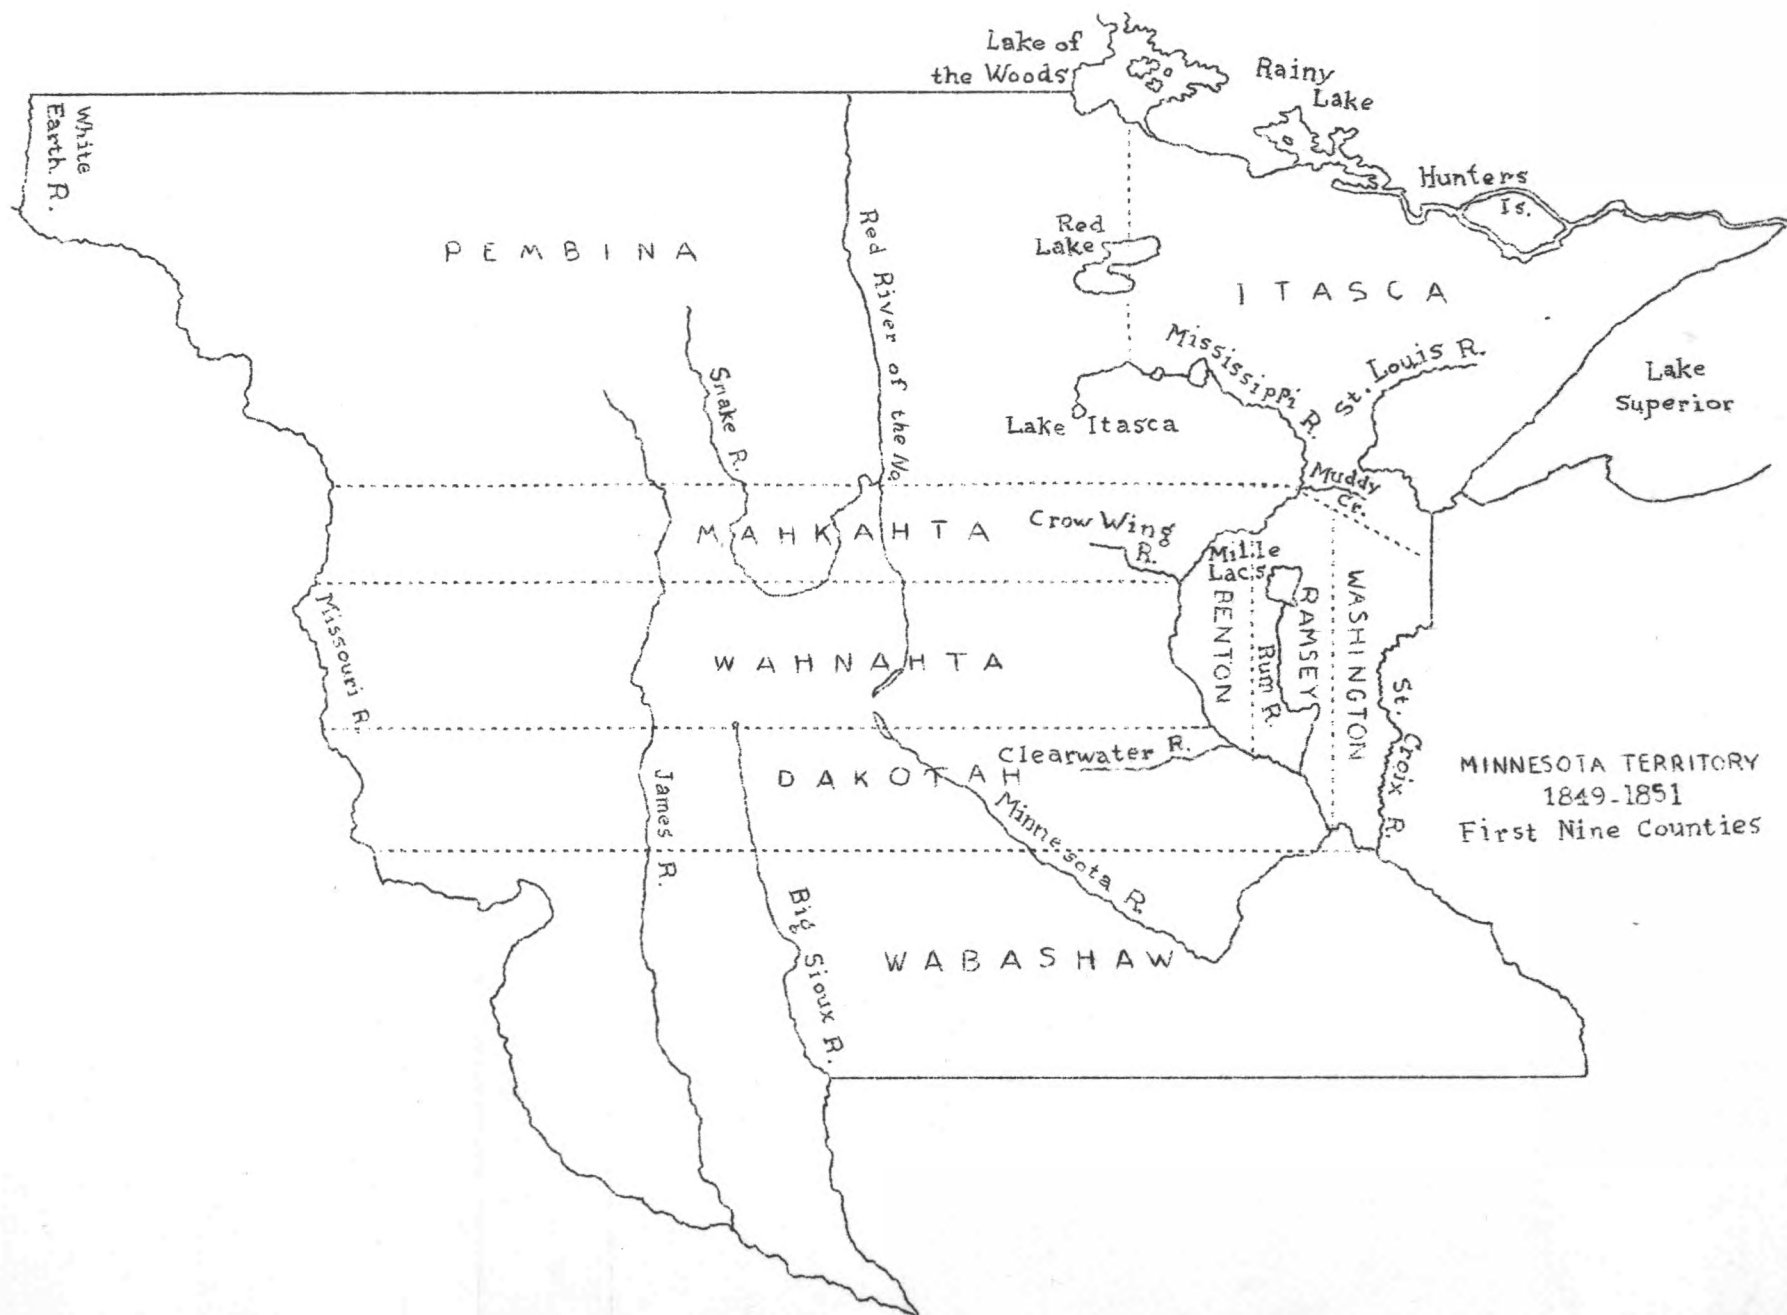 Lake of
the Woods
Rainy
Lake
White
Earth R.
Hunters
Is.
PEMBINA
Red River of the No.
Red
Lake
ITASCA
Mississippi R.
St. Louis R.
Lake
Superior
Snake R.
Lake Itasca
Muddy
Cr.
MAHKAHTA
Crow Wing
R.
Mille
Lacs
BENTON
RAMSEY
WASHINGTON
Rum R.
Missouri R.
WAHNAHTA
St. Croix R.
Clearwater R.
DAKOTAH
James R.
Minnesota R.
MINNESOTA TERRITORY
1849-1851
First Nine Counties
Big Sioux R.
WABASHAW